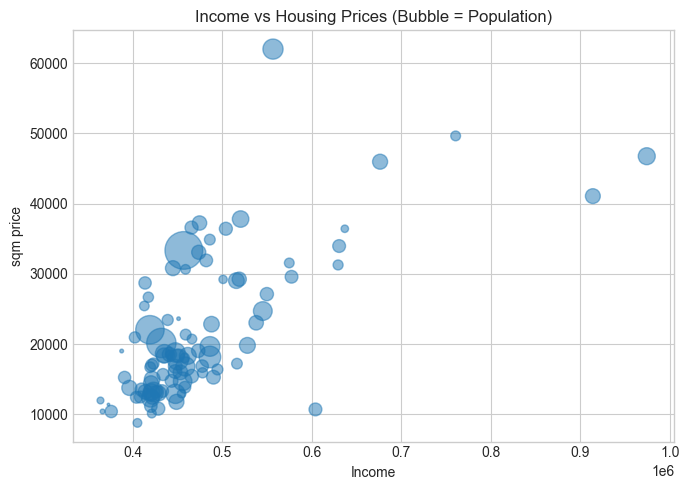 Income vs Housing Prices (Bubble = Population)
60000
50000
40000
30000
20000
10000
sqm price
0.4 0.5 0.6 0.7 0.8 0.9 1.0
1e6
Income